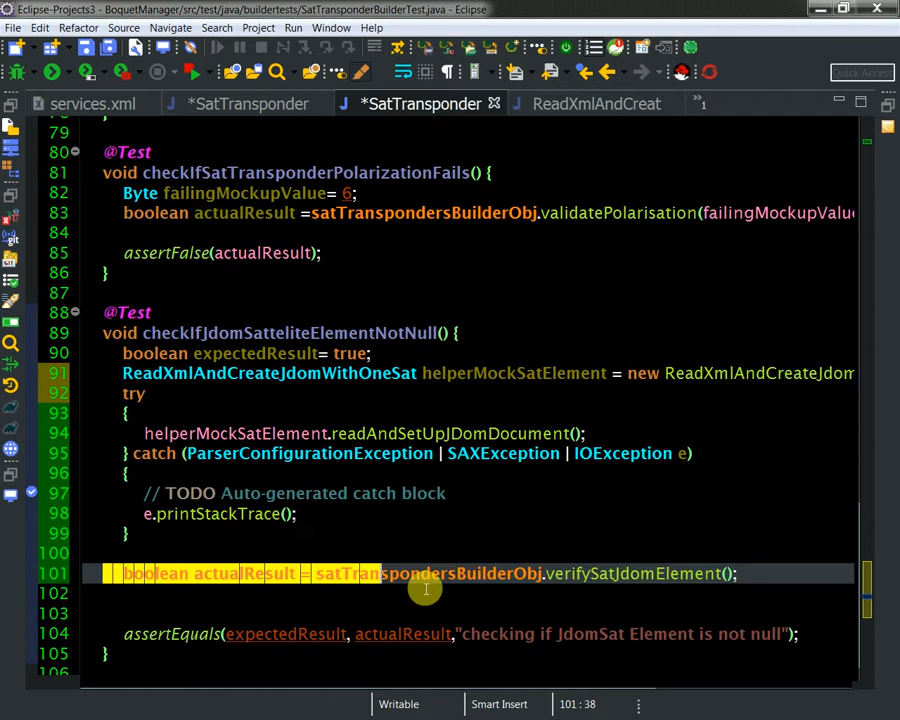 Eclipse-Projects3 - BoquetManager/src/test/java/buildertests/SatTransponderBuilderTest.java - Eclipse
File Edit Refactor Source Navigate Search Project Run Window Help
Quick Access
services.xml *SatTransponder *SatTransponder ReadXmlAndCreat »1
79
80 @Test
81 void checkIfSatTransponderPolarizationFails() {
82 Byte failingMockupValue= 6;
83 boolean actualResult =satTranspondersBuilderObj.validatePolarisation(failingMockupValue
84
85 assertFalse(actualResult);
86 }
87
88 @Test
89 void checkIfJdomSatteliteElementNotNull() {
90 boolean expectedResult= true;
91 ReadXmlAndCreateJdomWithOneSat helperMockSatElement = new ReadXmlAndCreateJdom
92 try
93 {
94 helperMockSatElement.readAndSetUpJDomDocument();
95 } catch (ParserConfigurationException | SAXException | IOException e)
96 {
97 // TODO Auto-generated catch block
98 e.printStackTrace();
99 }
100
101 boolean actualResult = satTranspondersBuilderObj.verifySatJdomElement();
102
103
104 assertEquals(expectedResult, actualResult,"checking if JdomSat Element is not null");
105 }
106
Writable Smart Insert 101 : 38